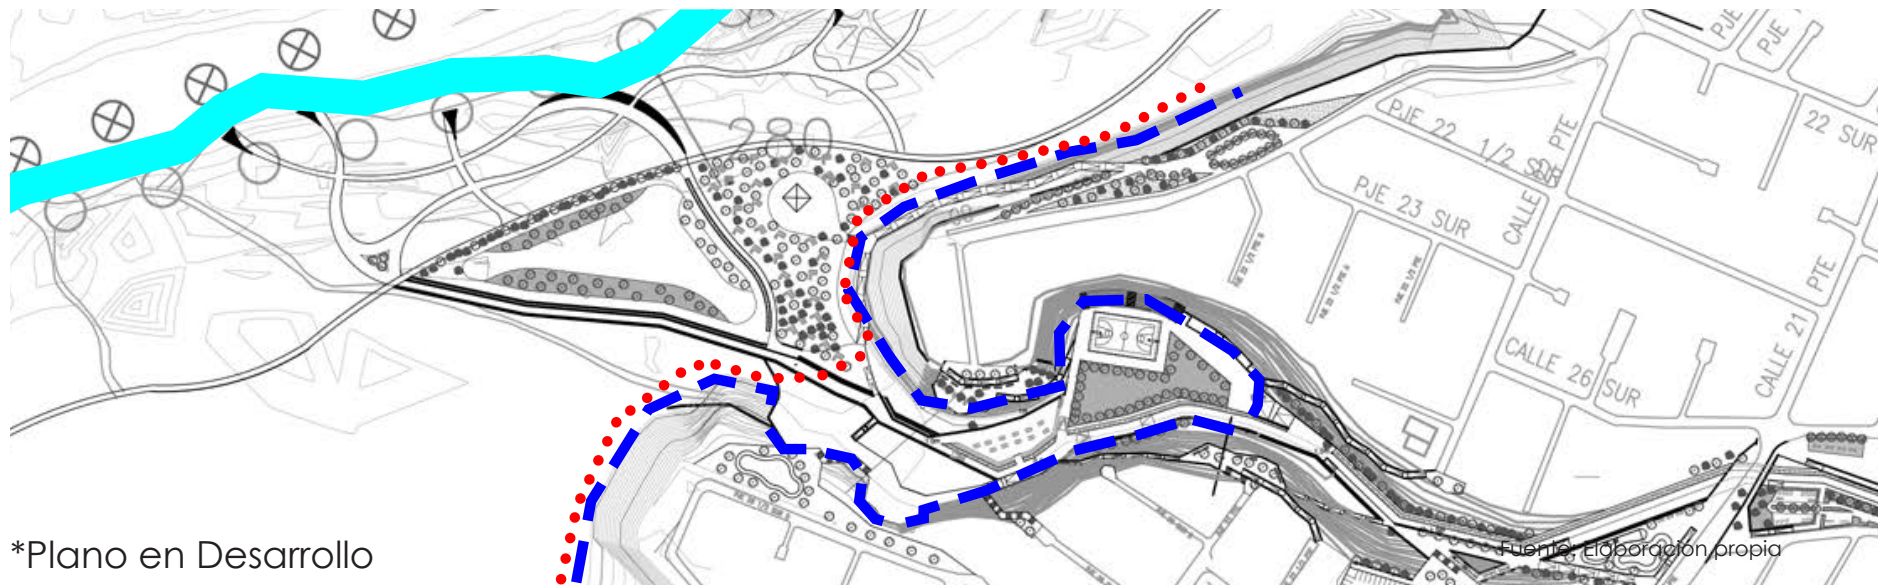 PJE
PJE
280
PJE 22 1/2 SUR
PTE
22 SUR
PJE 23 SUR
CALLE
PTE
CALLE 21
CALLE 26 SUR
*Plano en Desarrollo
Fuente: Elaboración propia